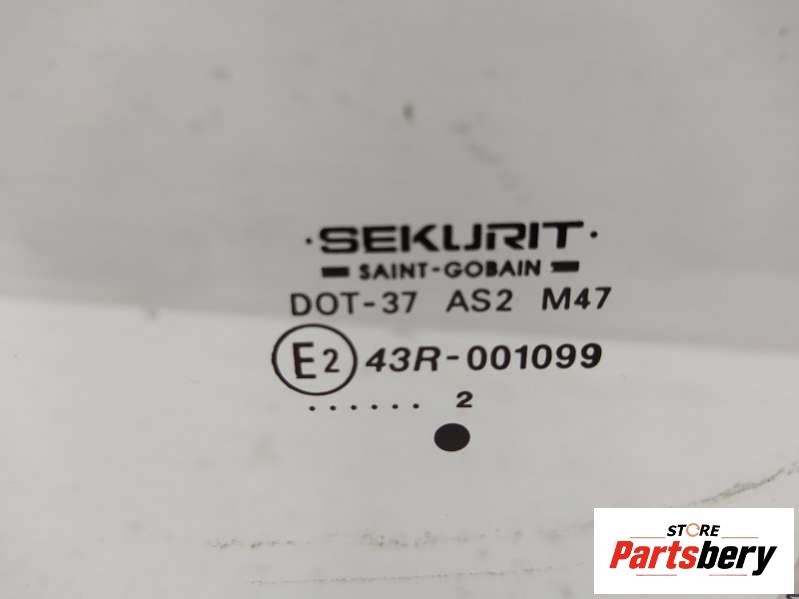 ·SEKURIT·
SAINT-GOBAIN
DOT-37 AS2 M47
E2 43R-001099
...... 2
STORE
Partsbery